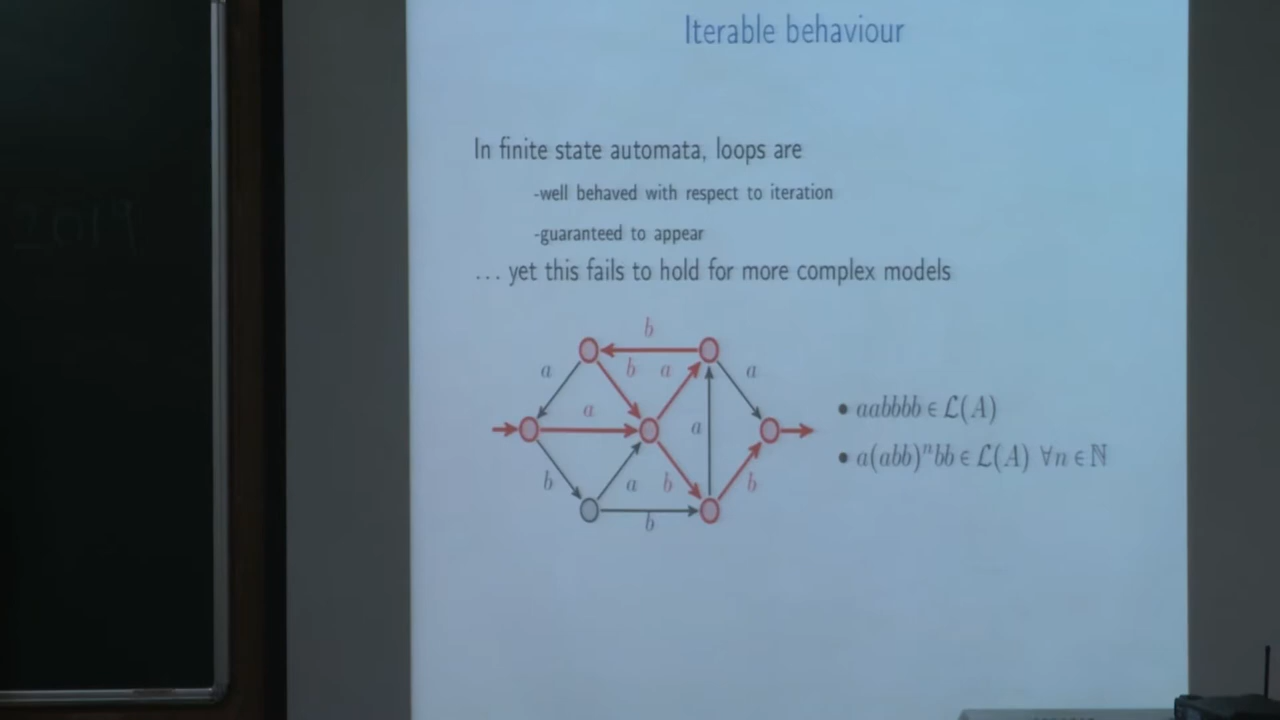 Iterable behaviour
2019
In finite state automata, loops are
-well behaved with respect to iteration
-guaranteed to appear
... yet this fails to hold for more complex models
b
a
b
a
a
a
a
b
a
b
b
b
• aabbbb ∈ L(A)
• a(abb)ⁿbb ∈ L(A) ∀n ∈ ℕ